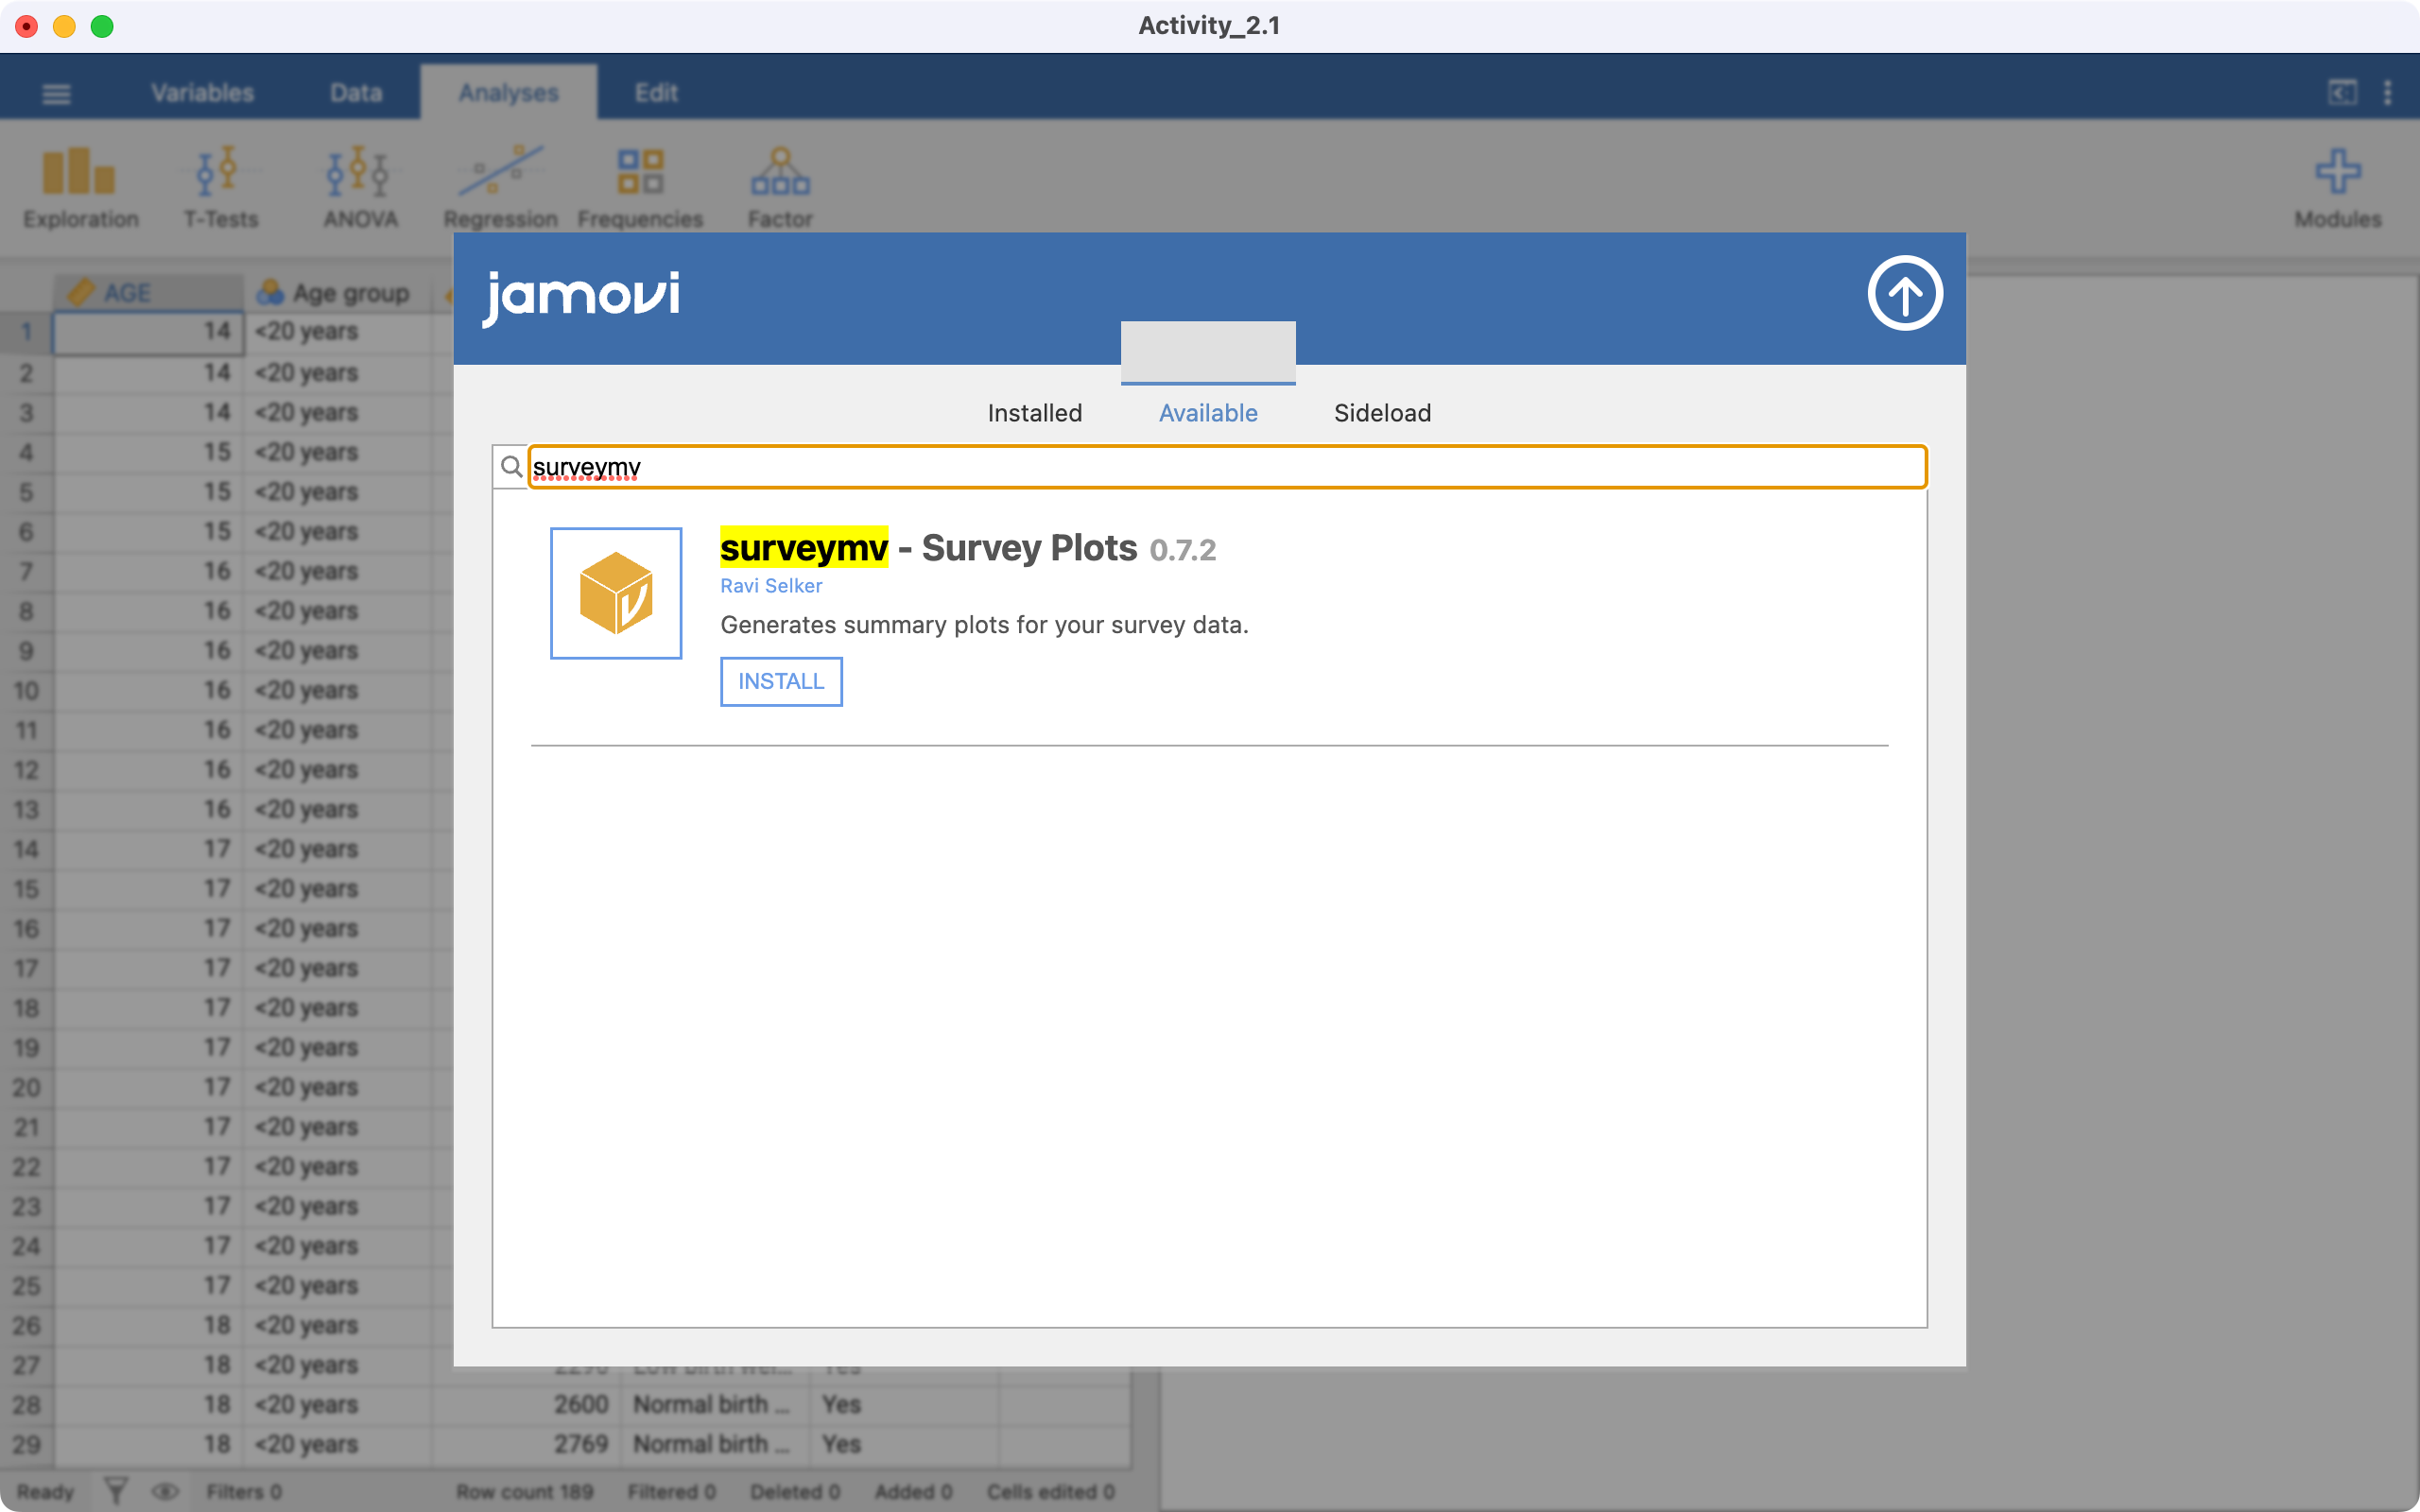 Activity_2.1
Variables Data Analyses Edit
Exploration T-Tests ANOVA Regression Frequencies Factor Modules
jamovi
Installed Available Sideload
surveymv
surveymv - Survey Plots 0.7.2
Ravi Selker
Generates summary plots for your survey data.
INSTALL
AGE Age group
1 14 <20 years
2 14 <20 years
3 14 <20 years
4 15 <20 years
5 15 <20 years
6 15 <20 years
7 16 <20 years
8 16 <20 years
9 16 <20 years
10 16 <20 years
11 16 <20 years
12 16 <20 years
13 16 <20 years
14 17 <20 years
15 17 <20 years
16 17 <20 years
17 17 <20 years
18 17 <20 years
19 17 <20 years
20 17 <20 years
21 17 <20 years
22 17 <20 years
23 17 <20 years
24 17 <20 years
25 17 <20 years
26 18 <20 years
27 18 <20 years
28 18 <20 years 2600 Normal birth ... Yes
29 18 <20 years 2769 Normal birth ... Yes
Ready Filters 0 Row count 189 Filtered 0 Deleted 0 Added 0 Cells edited 0